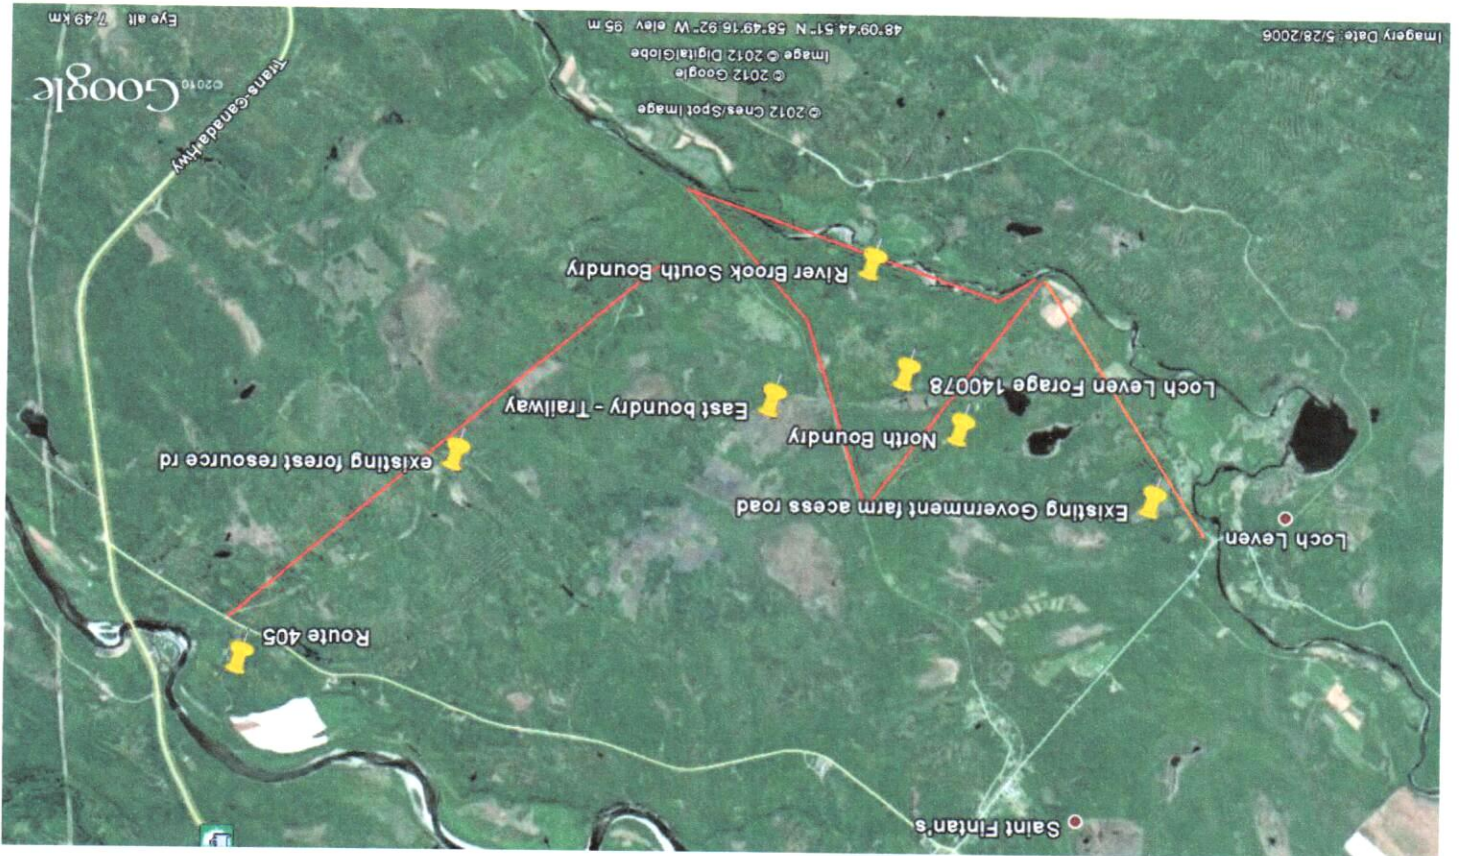 Saint Fintan's
Route 405
Loch Leven
Existing Government farm acess road
existing forest resource rd
North Boundry
East boundry - Trailway
Loch Leven Forage 140078
River Brook South Boundry
Trans-Canada Hwy
© 2012 Cnes/Spot Image
© 2012 Google
Image © 2012 DigitalGlobe
©2010 Google
Imagery Date: 5/28/2006
48°09'44.51" N 58°49'16.92" W elev 95 m
Eye alt 7.49 km